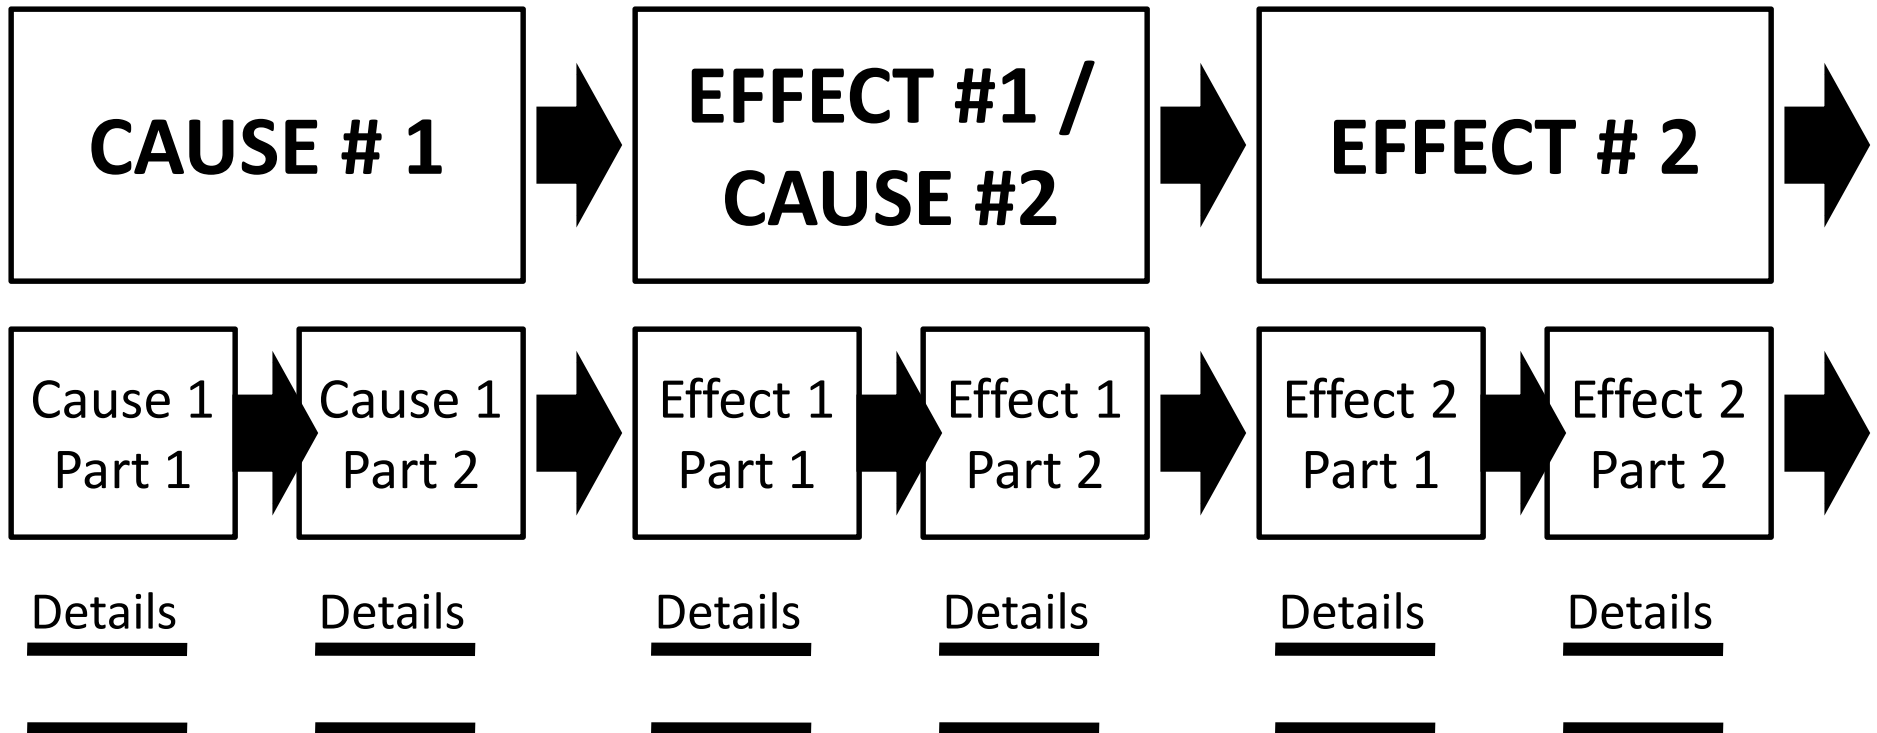 CAUSE # 1
EFFECT #1 /
CAUSE #2
EFFECT # 2
Cause 1
Part 1
Cause 1
Part 2
Effect 1
Part 1
Effect 1
Part 2
Effect 2
Part 1
Effect 2
Part 2
Details
Details
Details
Details
Details
Details